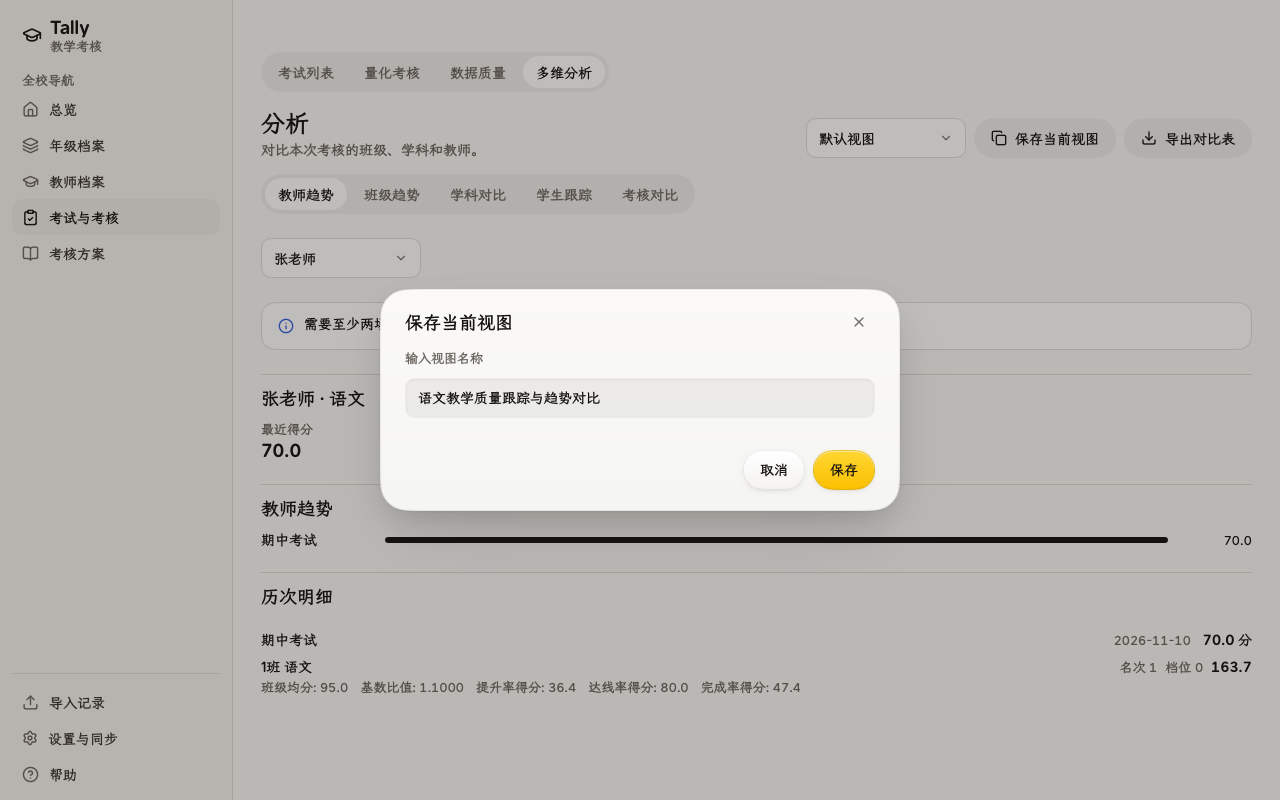 Tally
教学考核
全校导航
总览
年级档案
教师档案
考试与考核
考核方案
导入记录
设置与同步
帮助
考试列表 量化考核 数据质量 多维分析
分析
对比本次考核的班级、学科和教师。
默认视图 保存当前视图 导出对比表
教师趋势 班级趋势 学科对比 学生跟踪 考核对比
张老师
需要至少两
保存当前视图
输入视图名称
语文教学质量跟踪与趋势对比
取消 保存
张老师 · 语文
最近得分
70.0
教师趋势
期中考试 70.0
历次明细
期中考试 2026-11-10 70.0 分
1班 语文 名次 1 档位 0 163.7
班级均分: 95.0 基数比值: 1.1000 提升率得分: 36.4 达线率得分: 80.0 完成率得分: 47.4